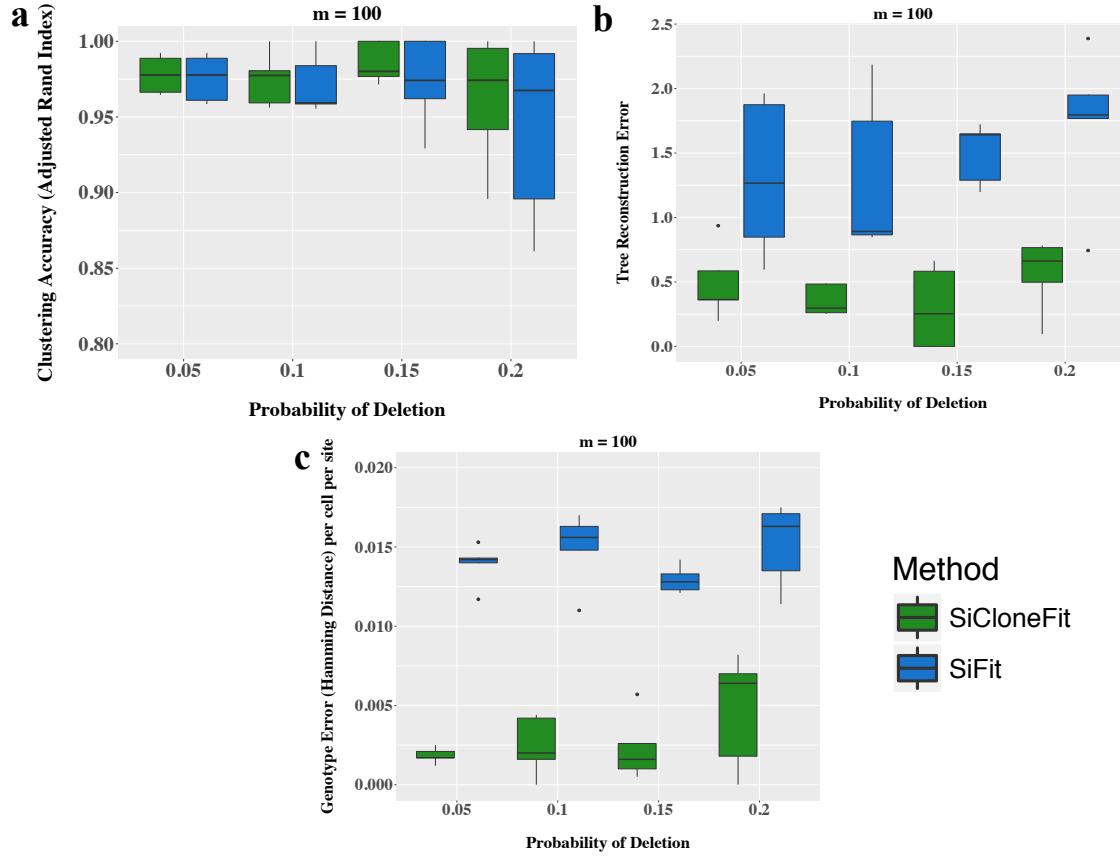 a
m = 100
Clustering Accuracy (Adjusted Rand Index)
1.00
0.95
0.90
0.85
0.80
0.05
0.1
0.15
0.2
Probability of Deletion
b
m = 100
Tree Reconstruction Error
2.5
2.0
1.5
1.0
0.5
0.0
0.05
0.1
0.15
0.2
Probability of Deletion
c
m = 100
Genotype Error (Hamming Distance) per cell per site
0.020
0.015
0.010
0.005
0.000
0.05
0.1
0.15
0.2
Probability of Deletion
Method
SiCloneFit
SiFit